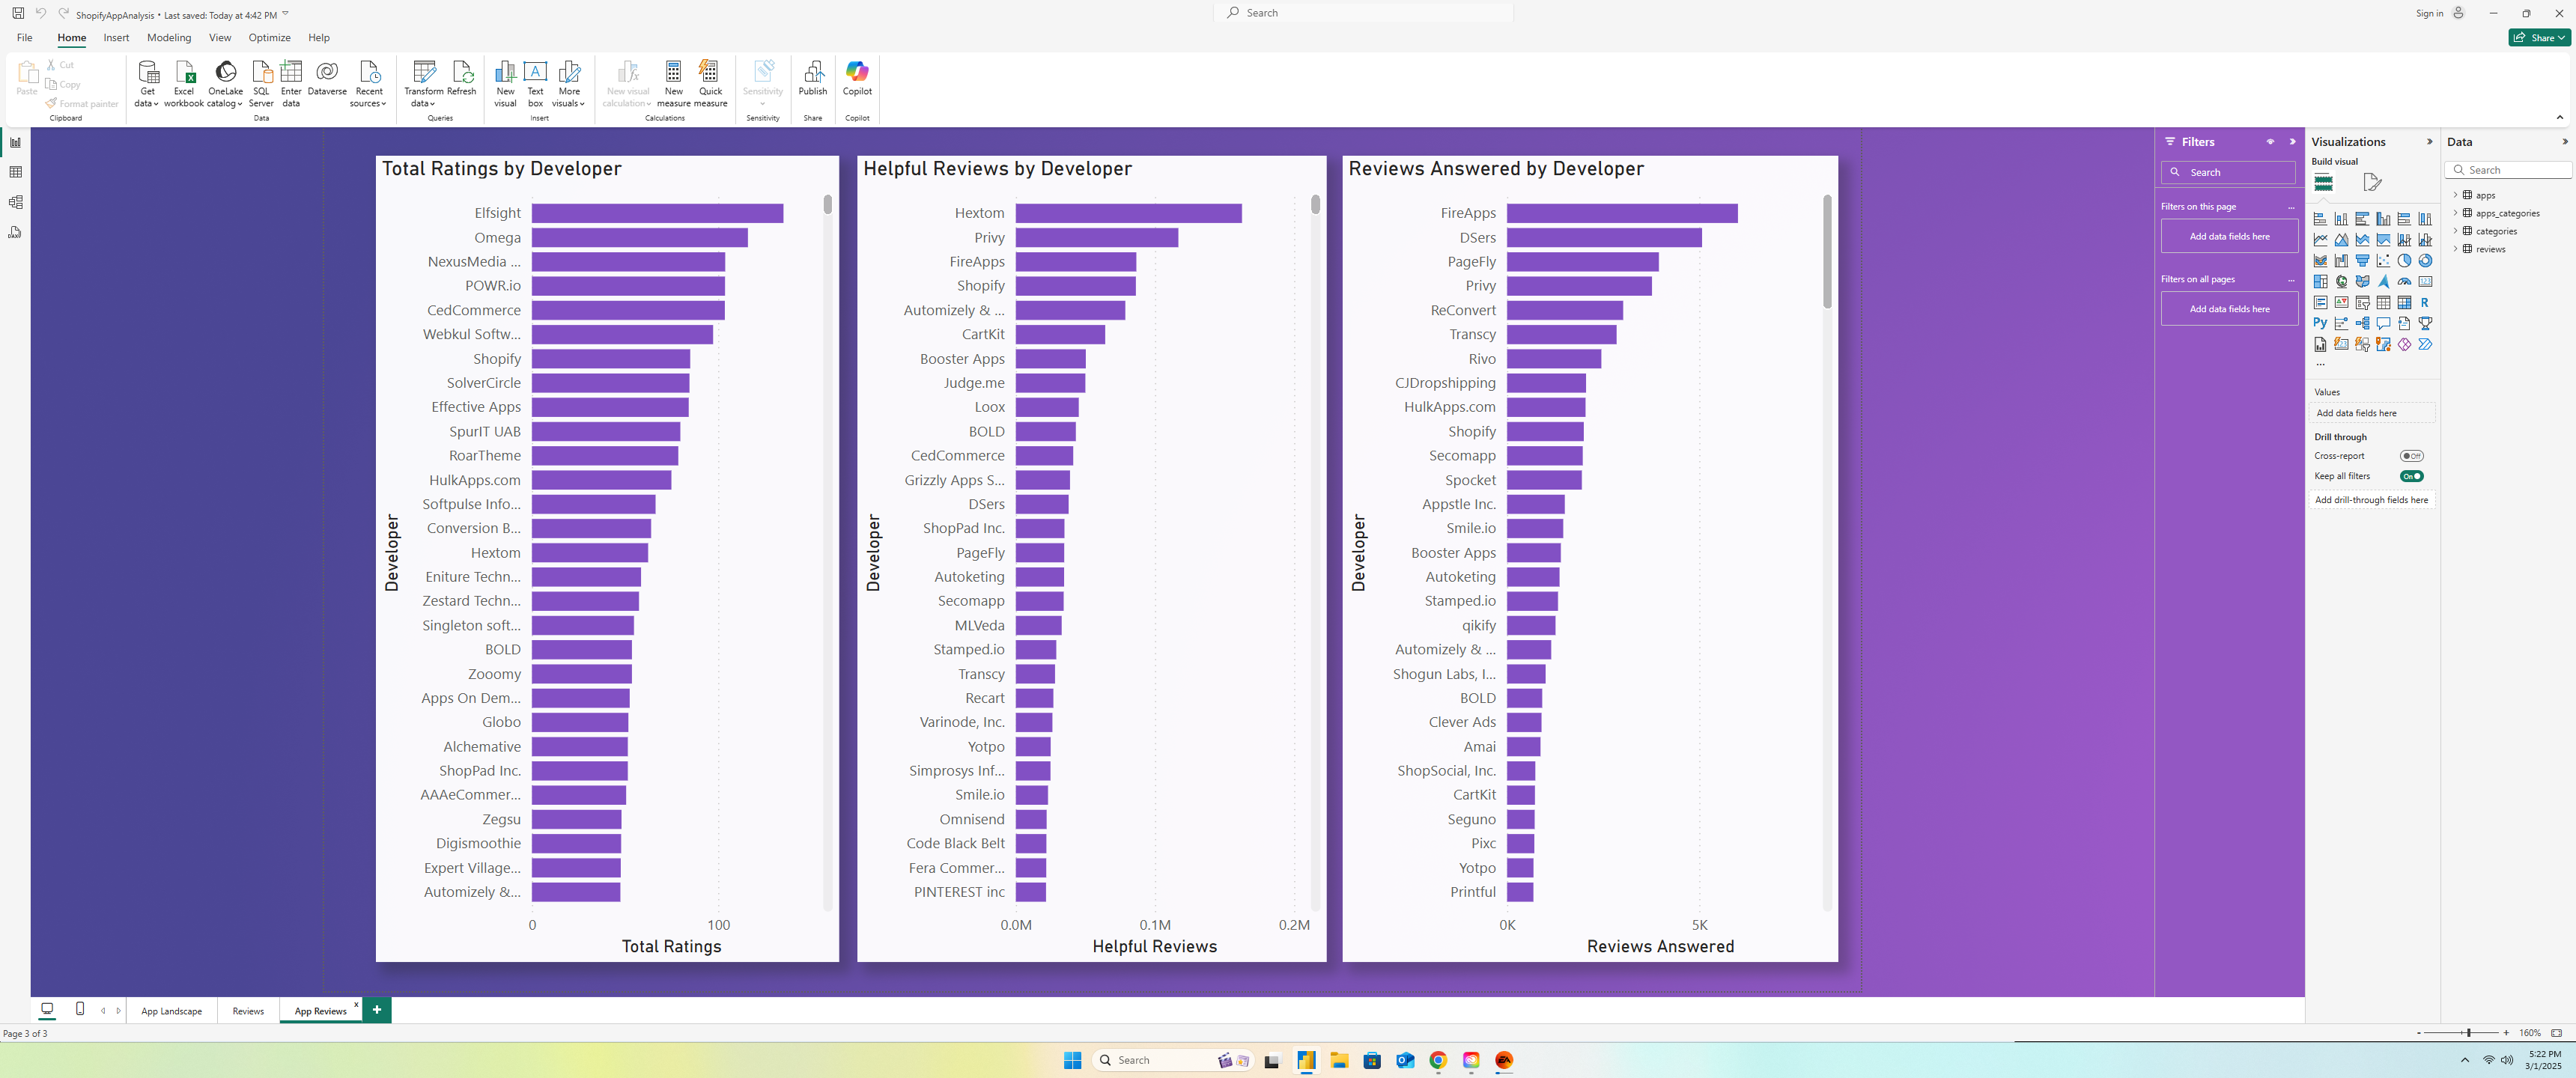 ShopifyAppAnalysis • Last saved: Today at 4:42 PM
Search
Sign in
File
Home
Insert
Modeling
View
Optimize
Help
Share
Paste
Cut
Copy
Format painter
Clipboard
Get data
Excel workbook
OneLake catalog
SQL Server
Enter data
Dataverse
Recent sources
Data
Transform data
Refresh
Queries
New visual
Text box
More visuals
Insert
New visual calculation
New measure
Quick measure
Calculations
Sensitivity
Sensitivity
Publish
Share
Copilot
Copilot
Total Ratings by Developer
Developer
Elfsight
Omega
NexusMedia ...
POWR.io
CedCommerce
Webkul Softw...
Shopify
SolverCircle
Effective Apps
SpurIT UAB
RoarTheme
HulkApps.com
Softpulse Info...
Conversion B...
Hextom
Eniture Techn...
Zestard Techn...
Singleton soft...
BOLD
Zooomy
Apps On Dem...
Globo
Alchemative
ShopPad Inc.
AAAeCommer...
Zegsu
Digismoothie
Expert Village...
Automizely &...
0
100
Total Ratings
Helpful Reviews by Developer
Developer
Hextom
Privy
FireApps
Shopify
Automizely & ...
CartKit
Booster Apps
Judge.me
Loox
BOLD
CedCommerce
Grizzly Apps S...
DSers
ShopPad Inc.
PageFly
Autoketing
Secomapp
MLVeda
Stamped.io
Transcy
Recart
Varinode, Inc.
Yotpo
Simprosys Inf...
Smile.io
Omnisend
Code Black Belt
Fera Commer...
PINTEREST inc
0.0M
0.1M
0.2M
Helpful Reviews
Reviews Answered by Developer
Developer
FireApps
DSers
PageFly
Privy
ReConvert
Transcy
Rivo
CJDropshipping
HulkApps.com
Shopify
Secomapp
Spocket
Appstle Inc.
Smile.io
Booster Apps
Autoketing
Stamped.io
qikify
Automizely & ...
Shogun Labs, I...
BOLD
Clever Ads
Amai
ShopSocial, Inc.
CartKit
Seguno
Pixc
Yotpo
Printful
0K
5K
Reviews Answered
Filters
Search
Filters on this page
...
Add data fields here
Filters on all pages
...
Add data fields here
Visualizations
Build visual
R
Py
...
Values
Add data fields here
Drill through
Cross-report
Off
Keep all filters
On
Add drill-through fields here
Data
Search
apps
apps_categories
categories
reviews
App Landscape
Reviews
App Reviews
x
+
Page 3 of 3
-
+
160%
Search
EA
5:22 PM
3/1/2025